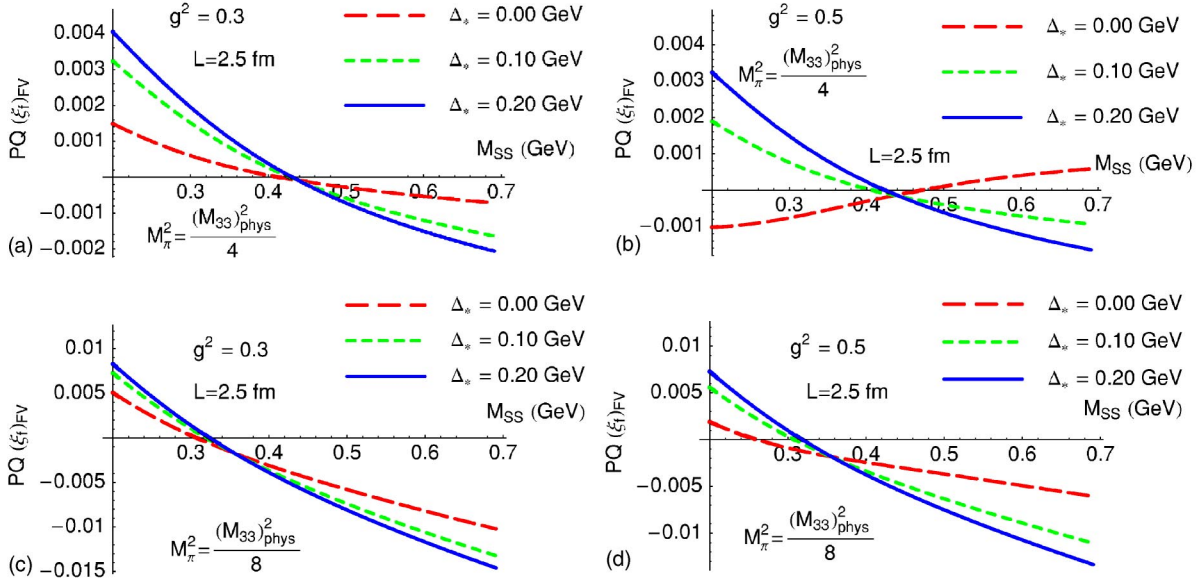 g² = 0.3
L=2.5 fm
Δ* = 0.00 GeV
Δ* = 0.10 GeV
Δ* = 0.20 GeV
PQ (ξf)FV
0.004
0.003
0.002
0.001
−0.001
−0.002
0.3 0.4 0.5 0.6 0.7
MSS (GeV)
Mπ²= (M33)²phys / 4
(a)
g² = 0.5
Mπ²= (M33)²phys / 4
L=2.5 fm
Δ* = 0.00 GeV
Δ* = 0.10 GeV
Δ* = 0.20 GeV
PQ (ξf)FV
0.004
0.003
0.002
0.001
−0.001
0.3 0.4 0.5 0.6 0.7
MSS (GeV)
(b)
g² = 0.3
L=2.5 fm
Δ* = 0.00 GeV
Δ* = 0.10 GeV
Δ* = 0.20 GeV
PQ (ξf)FV
0.01
0.005
−0.005
−0.01
−0.015
0.3 0.4 0.5 0.6 0.7
MSS (GeV)
Mπ²= (M33)²phys / 8
(c)
g² = 0.5
L=2.5 fm
Δ* = 0.00 GeV
Δ* = 0.10 GeV
Δ* = 0.20 GeV
PQ (ξf)FV
0.01
0.005
−0.005
−0.01
0.3 0.4 0.5 0.6 0.7
MSS (GeV)
Mπ²= (M33)²phys / 8
(d)